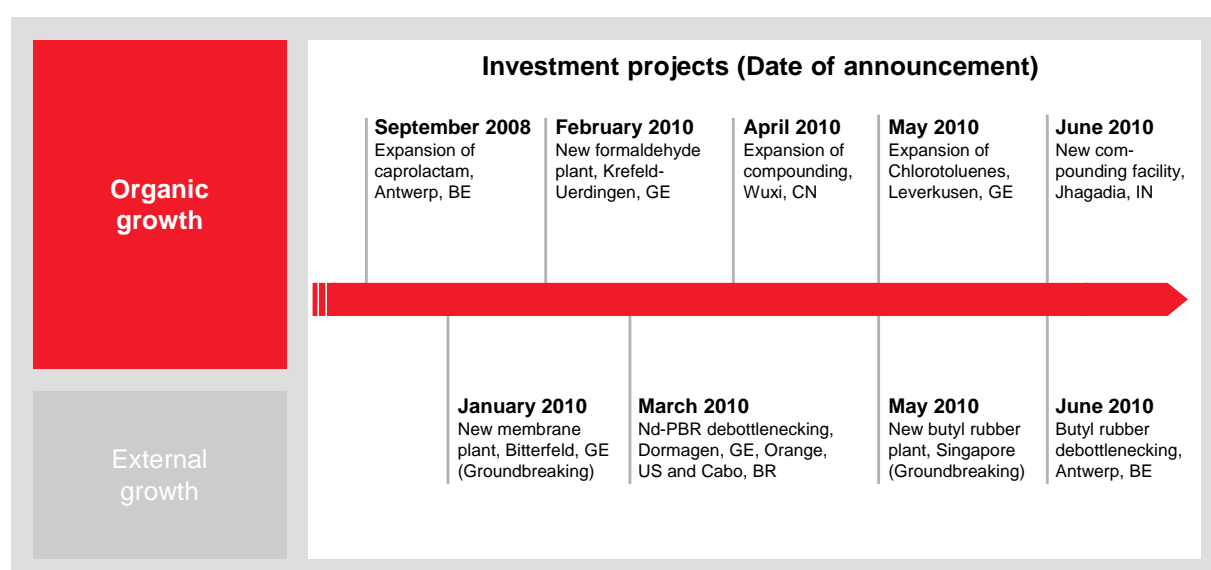 Organic
growth
External
growth
Investment projects (Date of announcement)
September 2008
Expansion of
caprolactam,
Antwerp, BE
February 2010
New formaldehyde
plant, Krefeld-
Uerdingen, GE
April 2010
Expansion of
compounding,
Wuxi, CN
May 2010
Expansion of
Chlorotoluenes,
Leverkusen, GE
June 2010
New com-
pounding facility,
Jhagadia, IN
January 2010
New membrane
plant, Bitterfeld, GE
(Groundbreaking)
March 2010
Nd-PBR debottlenecking,
Dormagen, GE, Orange,
US and Cabo, BR
May 2010
New butyl rubber
plant, Singapore
(Groundbreaking)
June 2010
Butyl rubber
debottlenecking,
Antwerp, BE